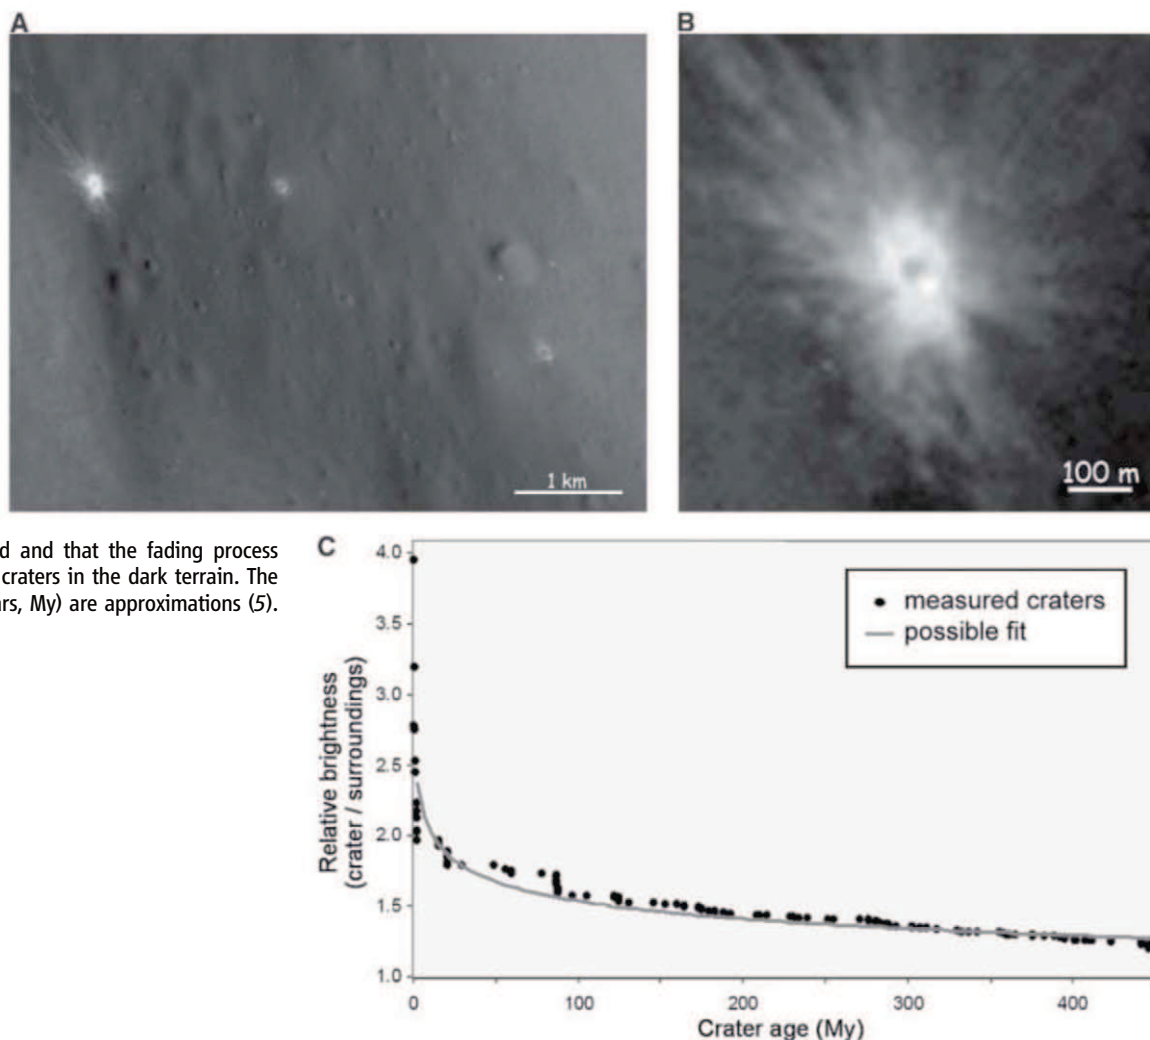 A
B
1 km
100 m
d and that the fading process
craters in the dark terrain. The
ars, My) are approximations (5).
C
4.0
3.5
3.0
2.5
2.0
1.5
1.0
Relative brightness
(crater / surroundings)
measured craters
possible fit
0 100 200 300 400
Crater age (My)